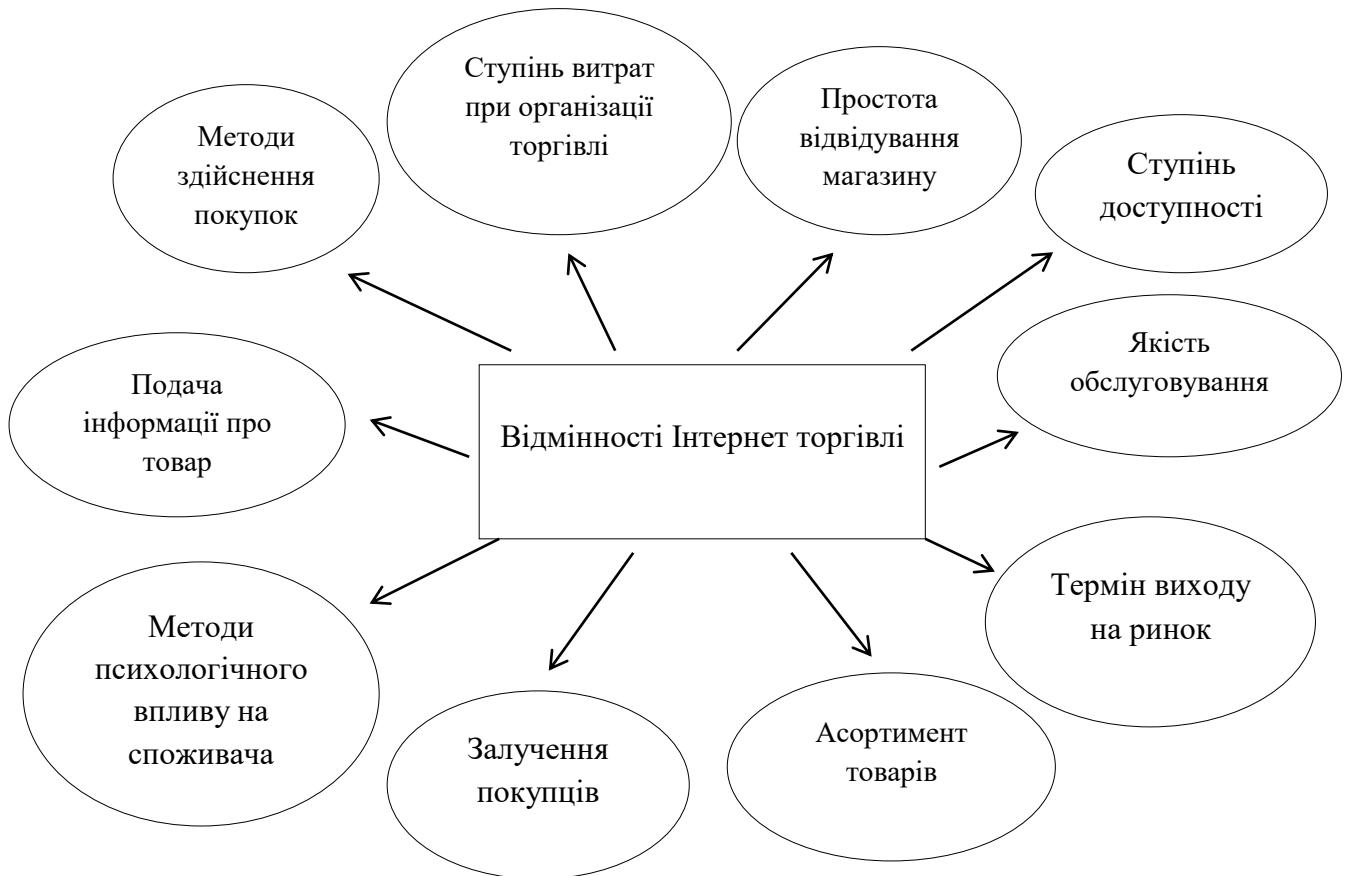 Ступінь витрат
при організації
торгівлі
Простота
відвідування
магазину
Методи
здійснення
покупок
Ступінь
доступності
Якість
обслуговування
Подача
інформації про
товар
Відмінності Інтернет торгівлі
Термін виходу
на ринок
Методи
психологічного
впливу на
споживача
Залучення
покупців
Асортимент
товарів